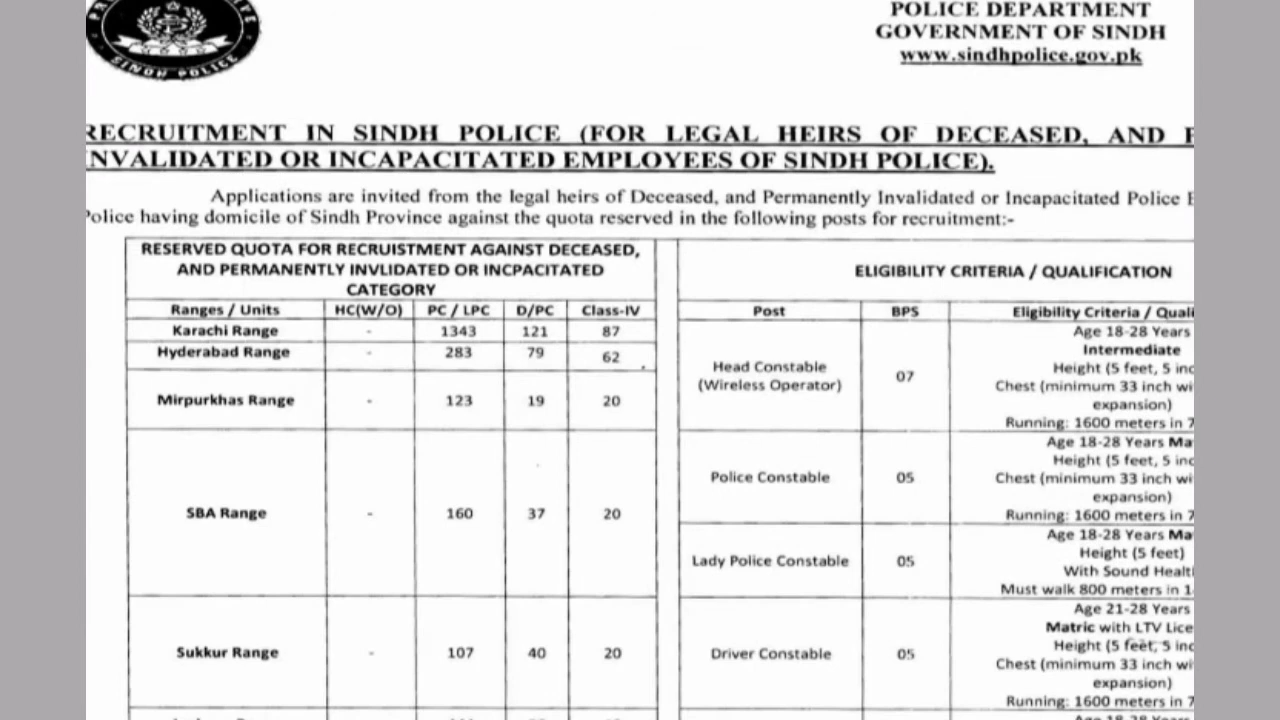 SINDH POLICE
POLICE DEPARTMENT
GOVERNMENT OF SINDH
www.sindhpolice.gov.pk
RECRUITMENT IN SINDH POLICE (FOR LEGAL HEIRS OF DECEASED, AND
INVALIDATED OR INCAPACITATED EMPLOYEES OF SINDH POLICE).
Applications are invited from the legal heirs of Deceased, and Permanently Invalidated or Incapacitated Police
Police having domicile of Sindh Province against the quota reserved in the following posts for recruitment:-
RESERVED QUOTA FOR RECRUISTMENT AGAINST DECEASED,
AND PERMANENTLY INVLIDATED OR INCPACITATED
CATEGORY
Ranges / Units HC(W/O) PC / LPC D/PC Class-IV
Karachi Range - 1343 121 87
Hyderabad Range - 283 79 62
Mirpurkhas Range - 123 19 20
SBA Range - 160 37 20
Sukkur Range - 107 40 20
ELIGIBILITY CRITERIA / QUALIFICATION
Post BPS Eligibility Criteria / Quali
Head Constable
(Wireless Operator)
07
Age 18-28 Years
Intermediate
Height (5 feet, 5 inc
Chest (minimum 33 inch wi
expansion)
Running: 1600 meters in 7
Police Constable
05
Age 18-28 Years Ma
Height (5 feet, 5 inc
Chest (minimum 33 inch wi
expansion)
Running: 1600 meters in 7
Lady Police Constable
05
Age 18-28 Years Ma
Height (5 feet)
With Sound Healt
Must walk 800 meters in 1
Driver Constable
05
Age 21-28 Years
Matric with LTV Lice
Height (5 feet, 5 inc
Chest (minimum 33 inch wi
expansion)
Running: 1600 meters in 7